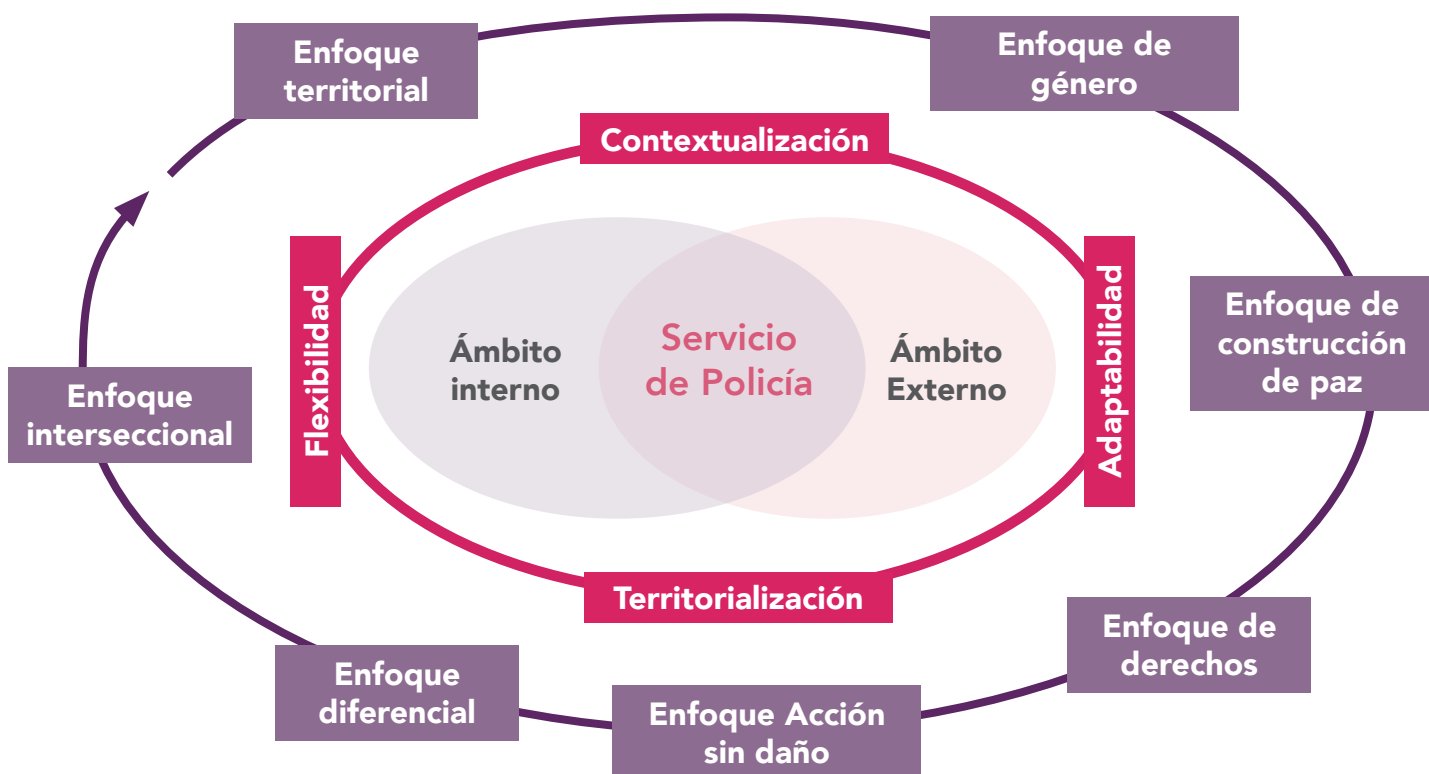 Enfoque
territorial
Enfoque de
género
Contextualización
Flexibilidad
Ámbito
interno
Servicio
de Policía
Ámbito
Externo
Adaptabilidad
Enfoque de
construcción
de paz
Enfoque
interseccional
Territorialización
Enfoque de
derechos
Enfoque
diferencial
Enfoque Acción
sin daño